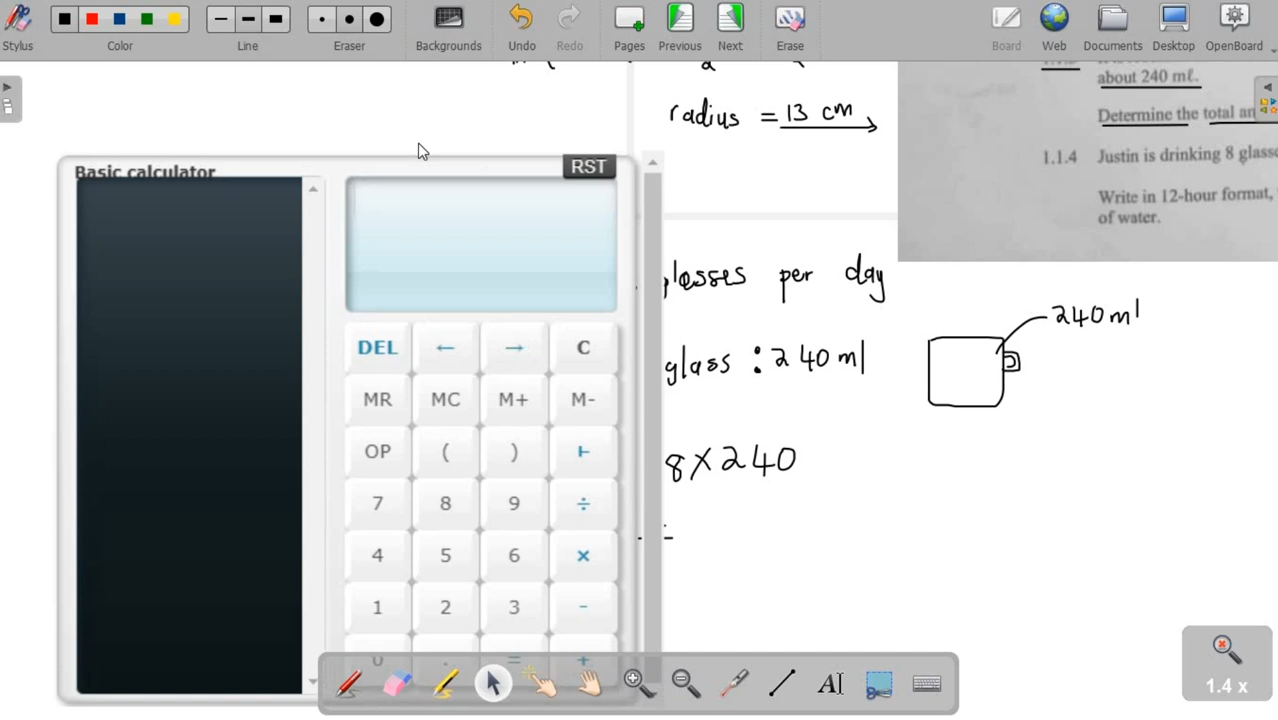 Stylus
Color
Line
Eraser
Backgrounds
Undo
Redo
Pages
Previous
Next
Erase
Board
Web
Documents
Desktop
OpenBoard
radius = 13 cm
about 240 mℓ.
Determine the total
1.1.4 Justin is drinking 8
Write in 12-hour format,
of water.
Basic calculator
RST
DEL ← → C
MR MC M+ M-
OP ( )
7 8 9 ÷
4 5 6 ×
1 2 3 -
glasses per day
glass : 240 ml
240 ml
8 X 240
=
1.4 x